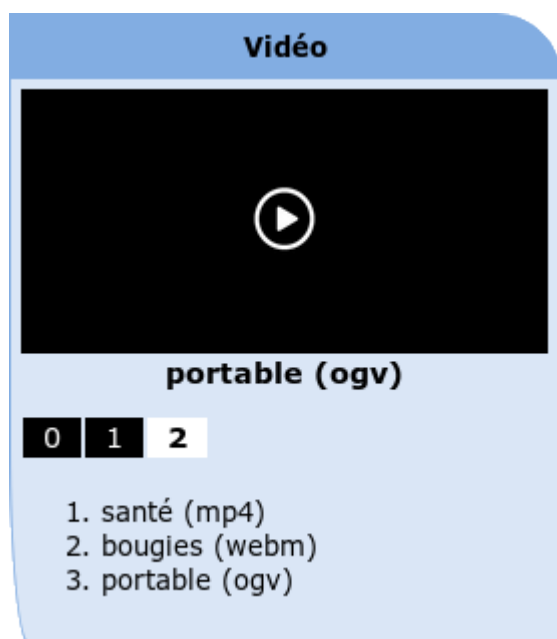 Vidéo
portable (ogv)
0 1 2
1. santé (mp4)
2. bougies (webm)
3. portable (ogv)